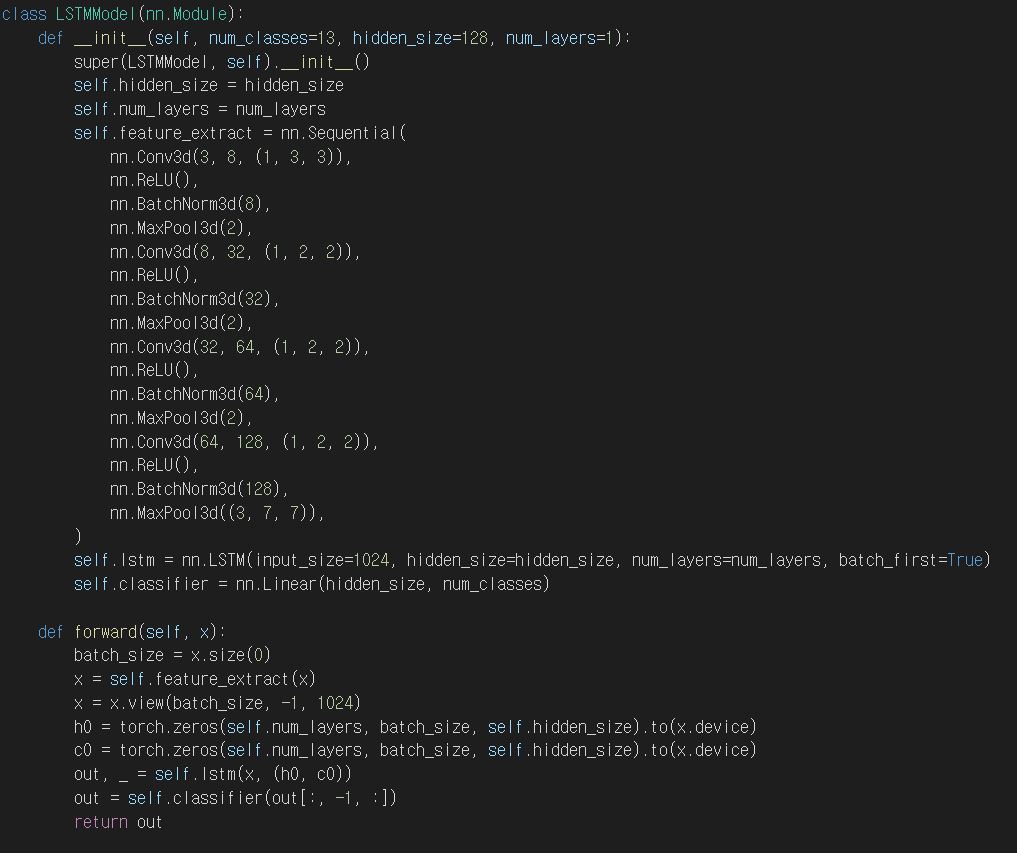 class LSTMModel(nn.Module):
    def __init__(self, num_classes=13, hidden_size=128, num_layers=1):
        super(LSTMModel, self).__init__()
        self.hidden_size = hidden_size
        self.num_layers = num_layers
        self.feature_extract = nn.Sequential(
            nn.Conv3d(3, 8, (1, 3, 3)),
            nn.ReLU(),
            nn.BatchNorm3d(8),
            nn.MaxPool3d(2),
            nn.Conv3d(8, 32, (1, 2, 2)),
            nn.ReLU(),
            nn.BatchNorm3d(32),
            nn.MaxPool3d(2),
            nn.Conv3d(32, 64, (1, 2, 2)),
            nn.ReLU(),
            nn.BatchNorm3d(64),
            nn.MaxPool3d(2),
            nn.Conv3d(64, 128, (1, 2, 2)),
            nn.ReLU(),
            nn.BatchNorm3d(128),
            nn.MaxPool3d((3, 7, 7)),
        )
        self.lstm = nn.LSTM(input_size=1024, hidden_size=hidden_size, num_layers=num_layers, batch_first=True)
        self.classifier = nn.Linear(hidden_size, num_classes)

    def forward(self, x):
        batch_size = x.size(0)
        x = self.feature_extract(x)
        x = x.view(batch_size, -1, 1024)
        h0 = torch.zeros(self.num_layers, batch_size, self.hidden_size).to(x.device)
        c0 = torch.zeros(self.num_layers, batch_size, self.hidden_size).to(x.device)
        out, _ = self.lstm(x, (h0, c0))
        out = self.classifier(out[:, -1, :])
        return out